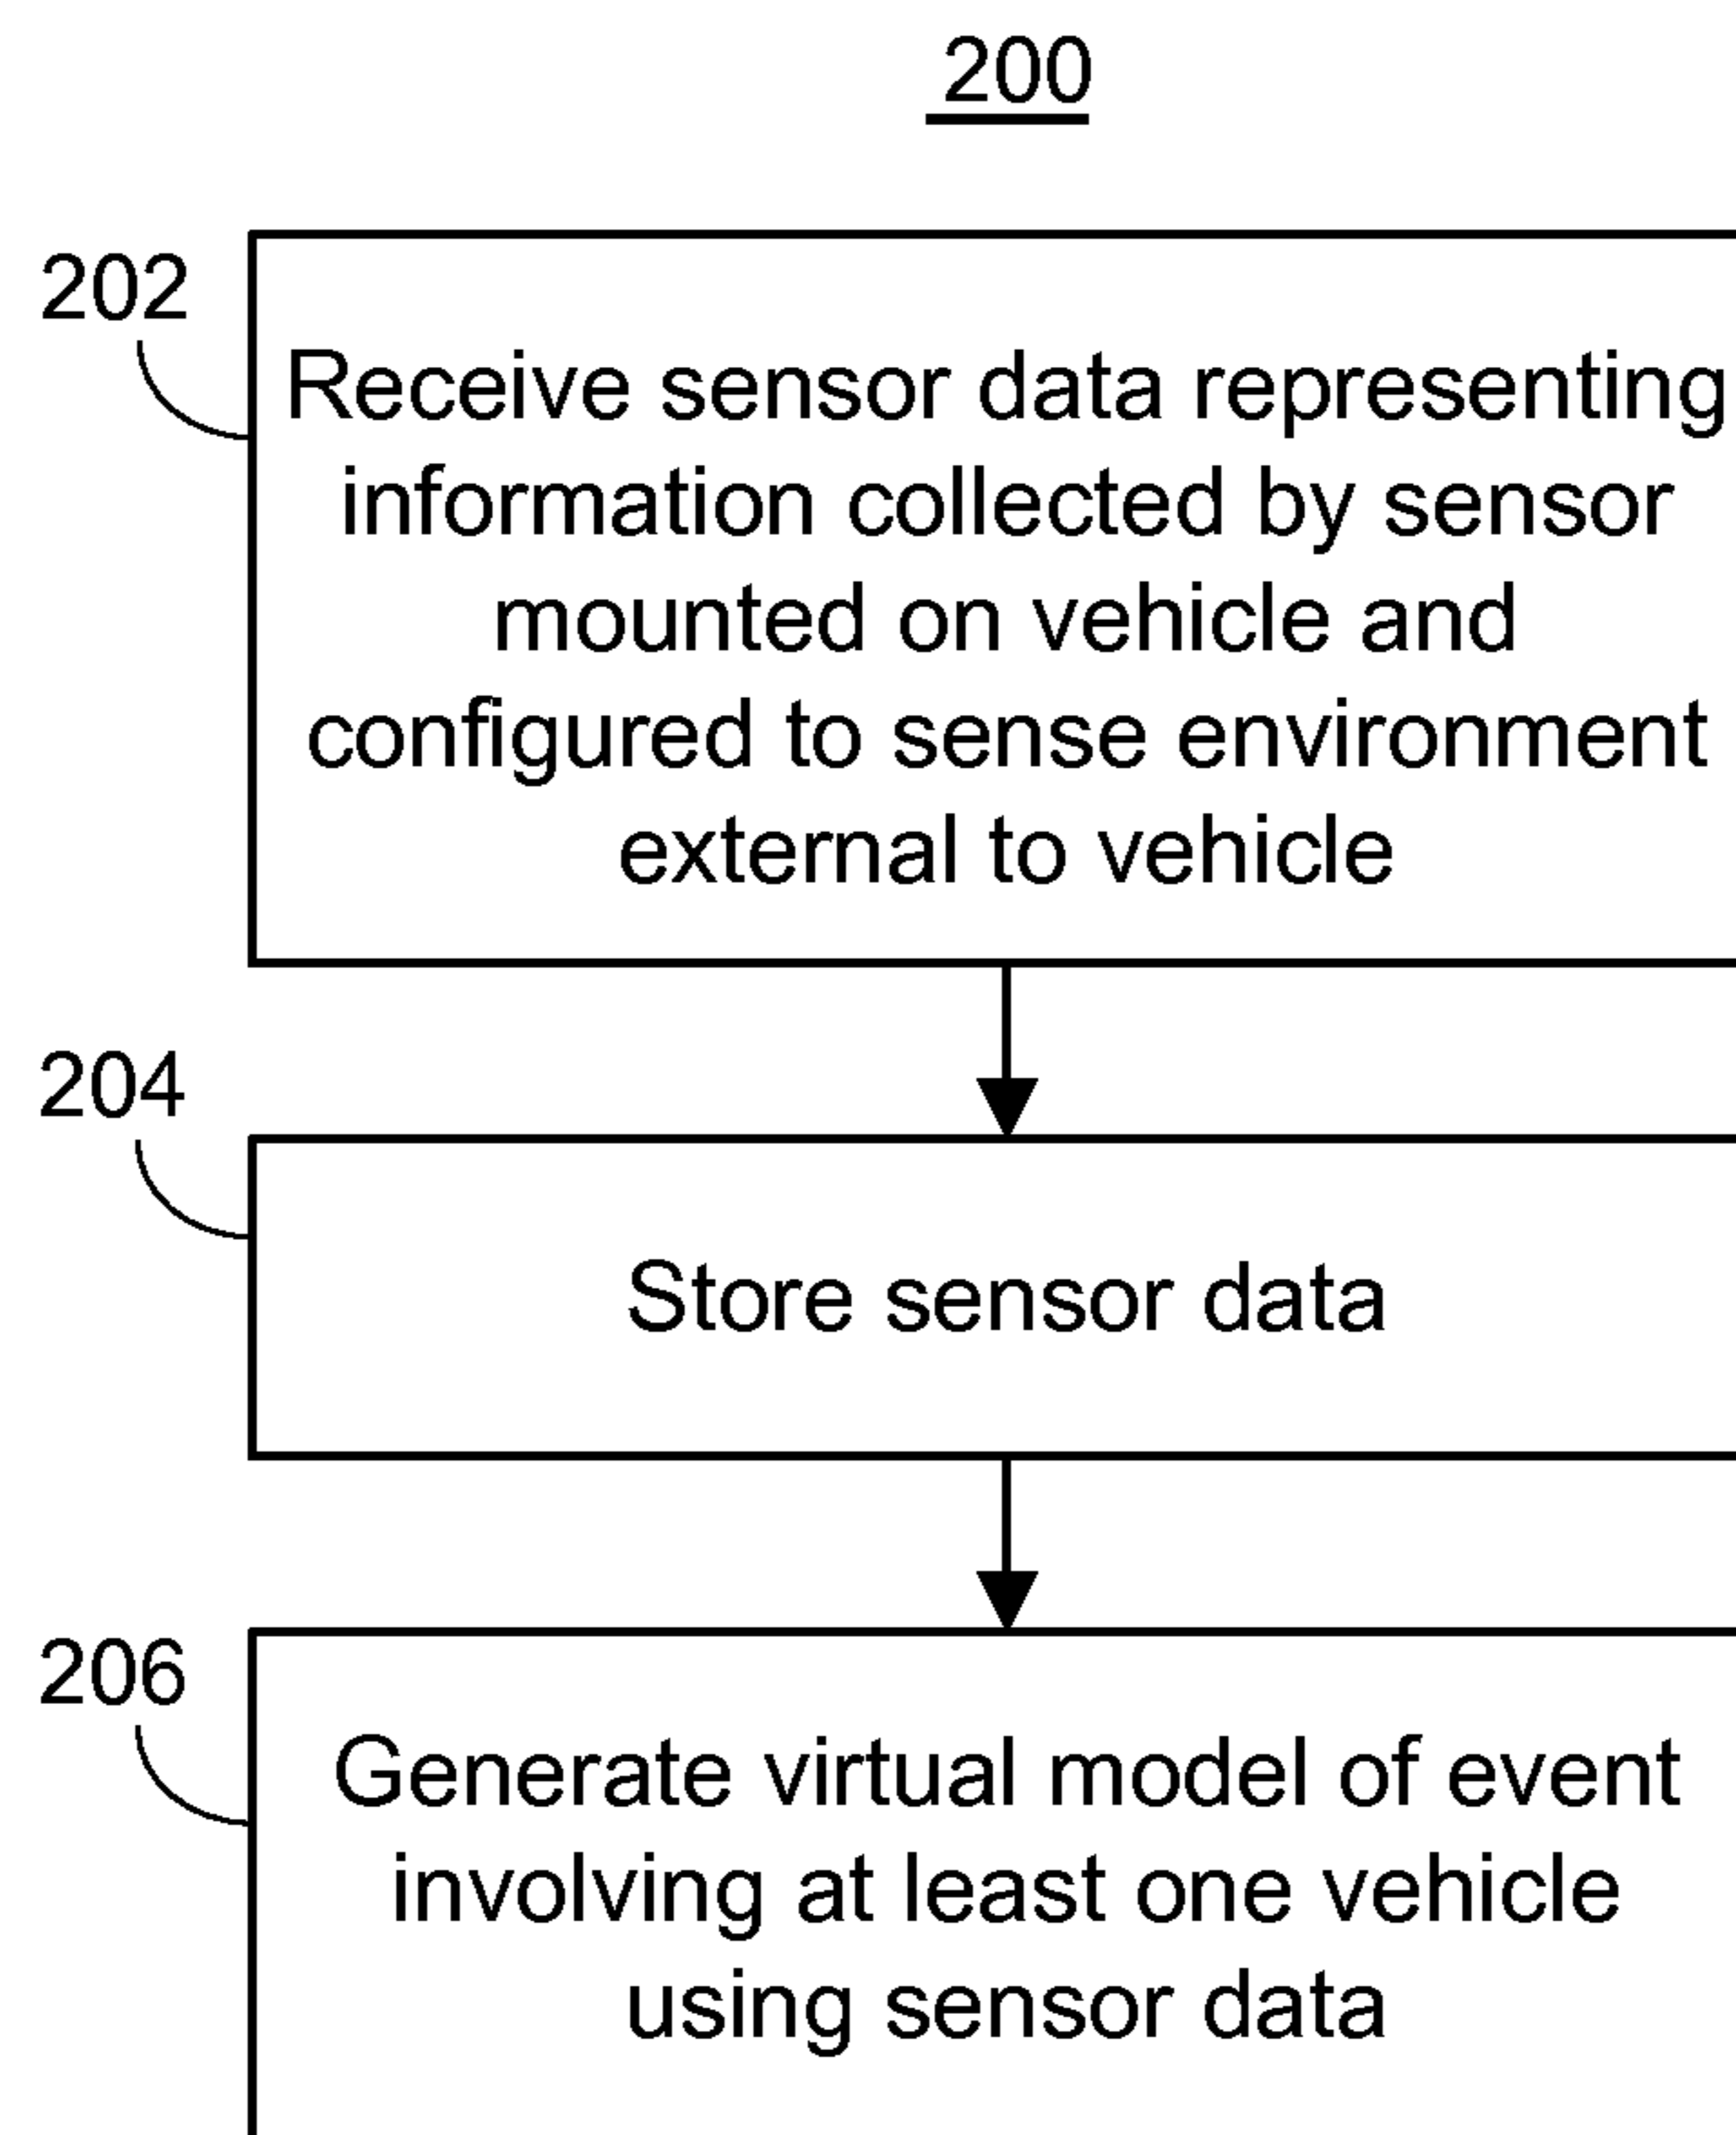 200
202
Receive sensor data representing
information collected by sensor
mounted on vehicle and
configured to sense environment
external to vehicle
204
Store sensor data
206
Generate virtual model of event
involving at least one vehicle
using sensor data